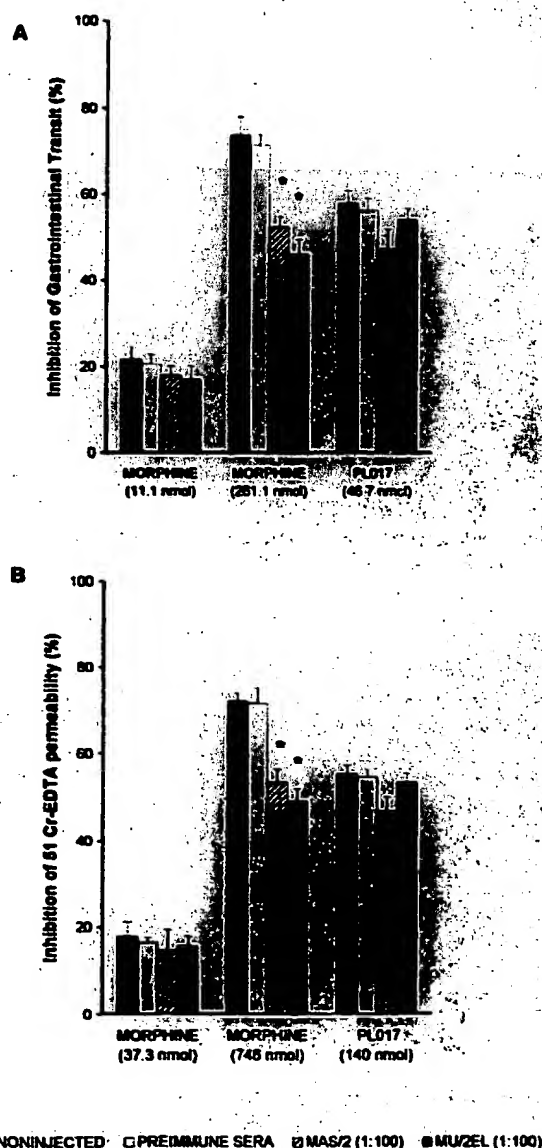 A
Inhibition of Gastrointestinal Transit (%)
100
80
60
40
20
0
MORPHINE MORPHINE PL017
(11.1 nmol) (261.1 nmol) (46.7 nmol)
B
Inhibition of 51 Cr-EDTA permeability (%)
100
80
60
40
20
0
MORPHINE MORPHINE PL017
(37.3 nmol) (746 nmol) (140 nmol)
NONINJECTED PREIMMUNE SERA MAS/2 (1:100) MU/2EL (1:100)